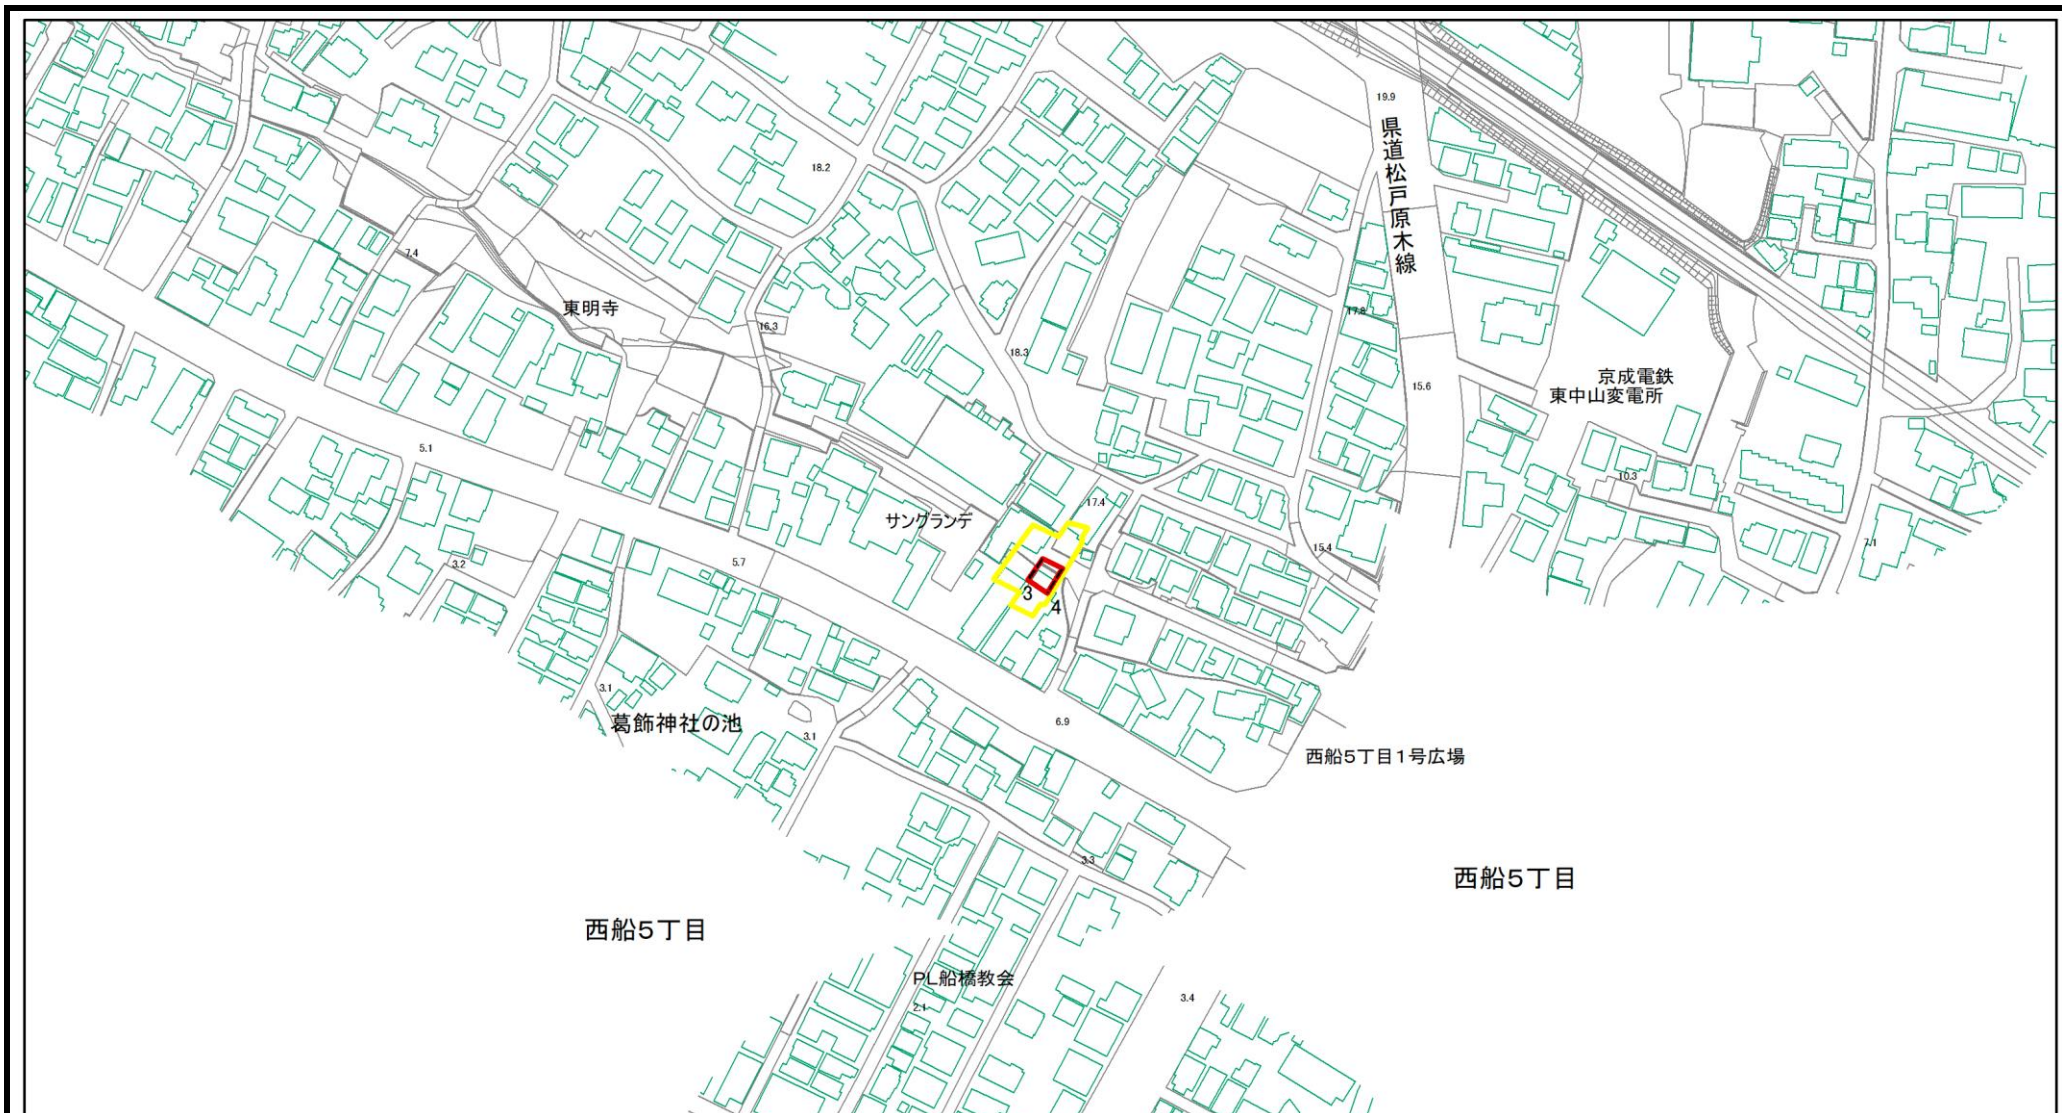 19.9
県道松戸原木線
18.2
7.4
東明寺
16.3
17.8
18.3
京成電鉄
東中山変電所
15.6
5.1
10.3
17.4
サングランデ
15.4
7.1
5.7
3.2
3
4
3.1
葛飾神社の池
3.1
6.9
西船5丁目1号広場
3.3
西船5丁目
西船5丁目
PL船橋教会
2.1
3.4